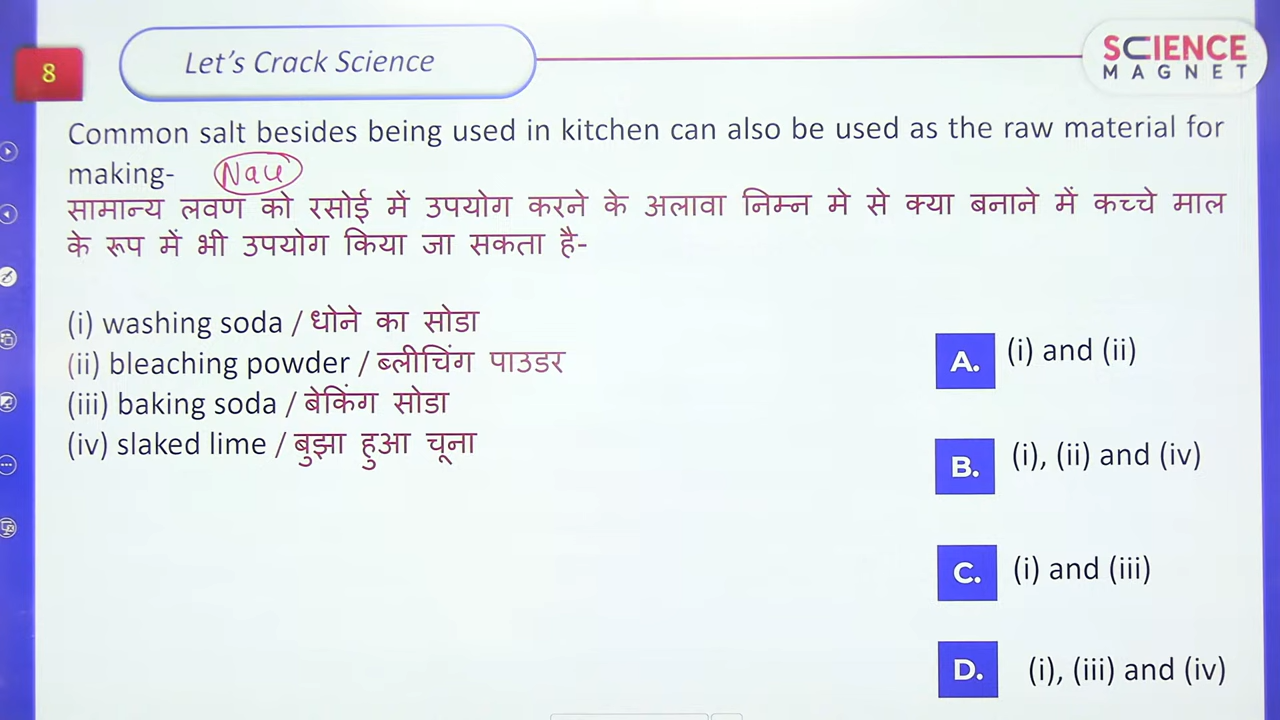 8
Let's Crack Science
SCIENCE
MAGNET
Common salt besides being used in kitchen can also be used as the raw material for
making- NaCl
सामान्य लवण को रसोई में उपयोग करने के अलावा निम्न मे से क्या बनाने में कच्चे माल
के रूप में भी उपयोग किया जा सकता है-
(i) washing soda / धोने का सोडा
(ii) bleaching powder / ब्लीचिंग पाउडर
(iii) baking soda / बेकिंग सोडा
(iv) slaked lime / बुझा हुआ चूना
A. (i) and (ii)
B. (i), (ii) and (iv)
C. (i) and (iii)
D. (i), (iii) and (iv)